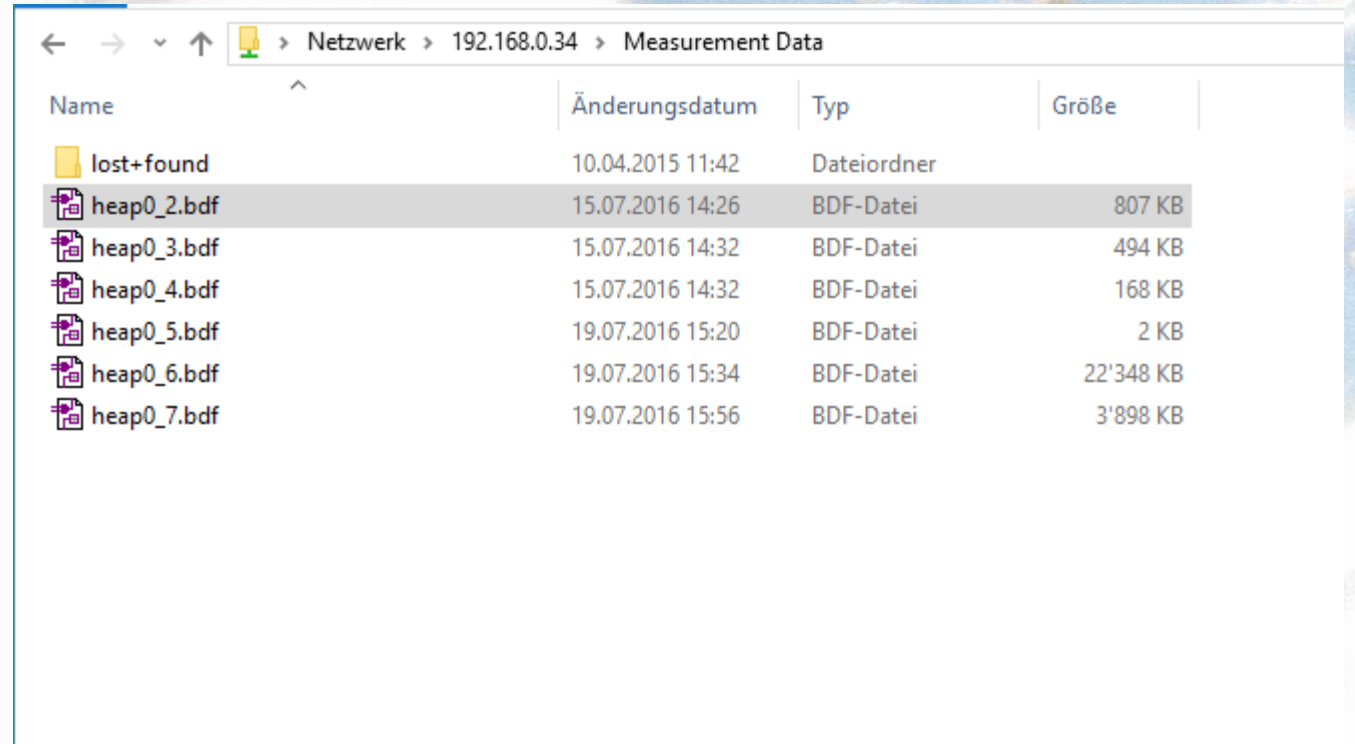 Netzwerk > 192.168.0.34 > Measurement Data
Name Änderungsdatum Typ Größe
lost+found 10.04.2015 11:42 Dateiordner
heap0_2.bdf 15.07.2016 14:26 BDF-Datei 807 KB
heap0_3.bdf 15.07.2016 14:32 BDF-Datei 494 KB
heap0_4.bdf 15.07.2016 14:32 BDF-Datei 168 KB
heap0_5.bdf 19.07.2016 15:20 BDF-Datei 2 KB
heap0_6.bdf 19.07.2016 15:34 BDF-Datei 22'348 KB
heap0_7.bdf 19.07.2016 15:56 BDF-Datei 3'898 KB